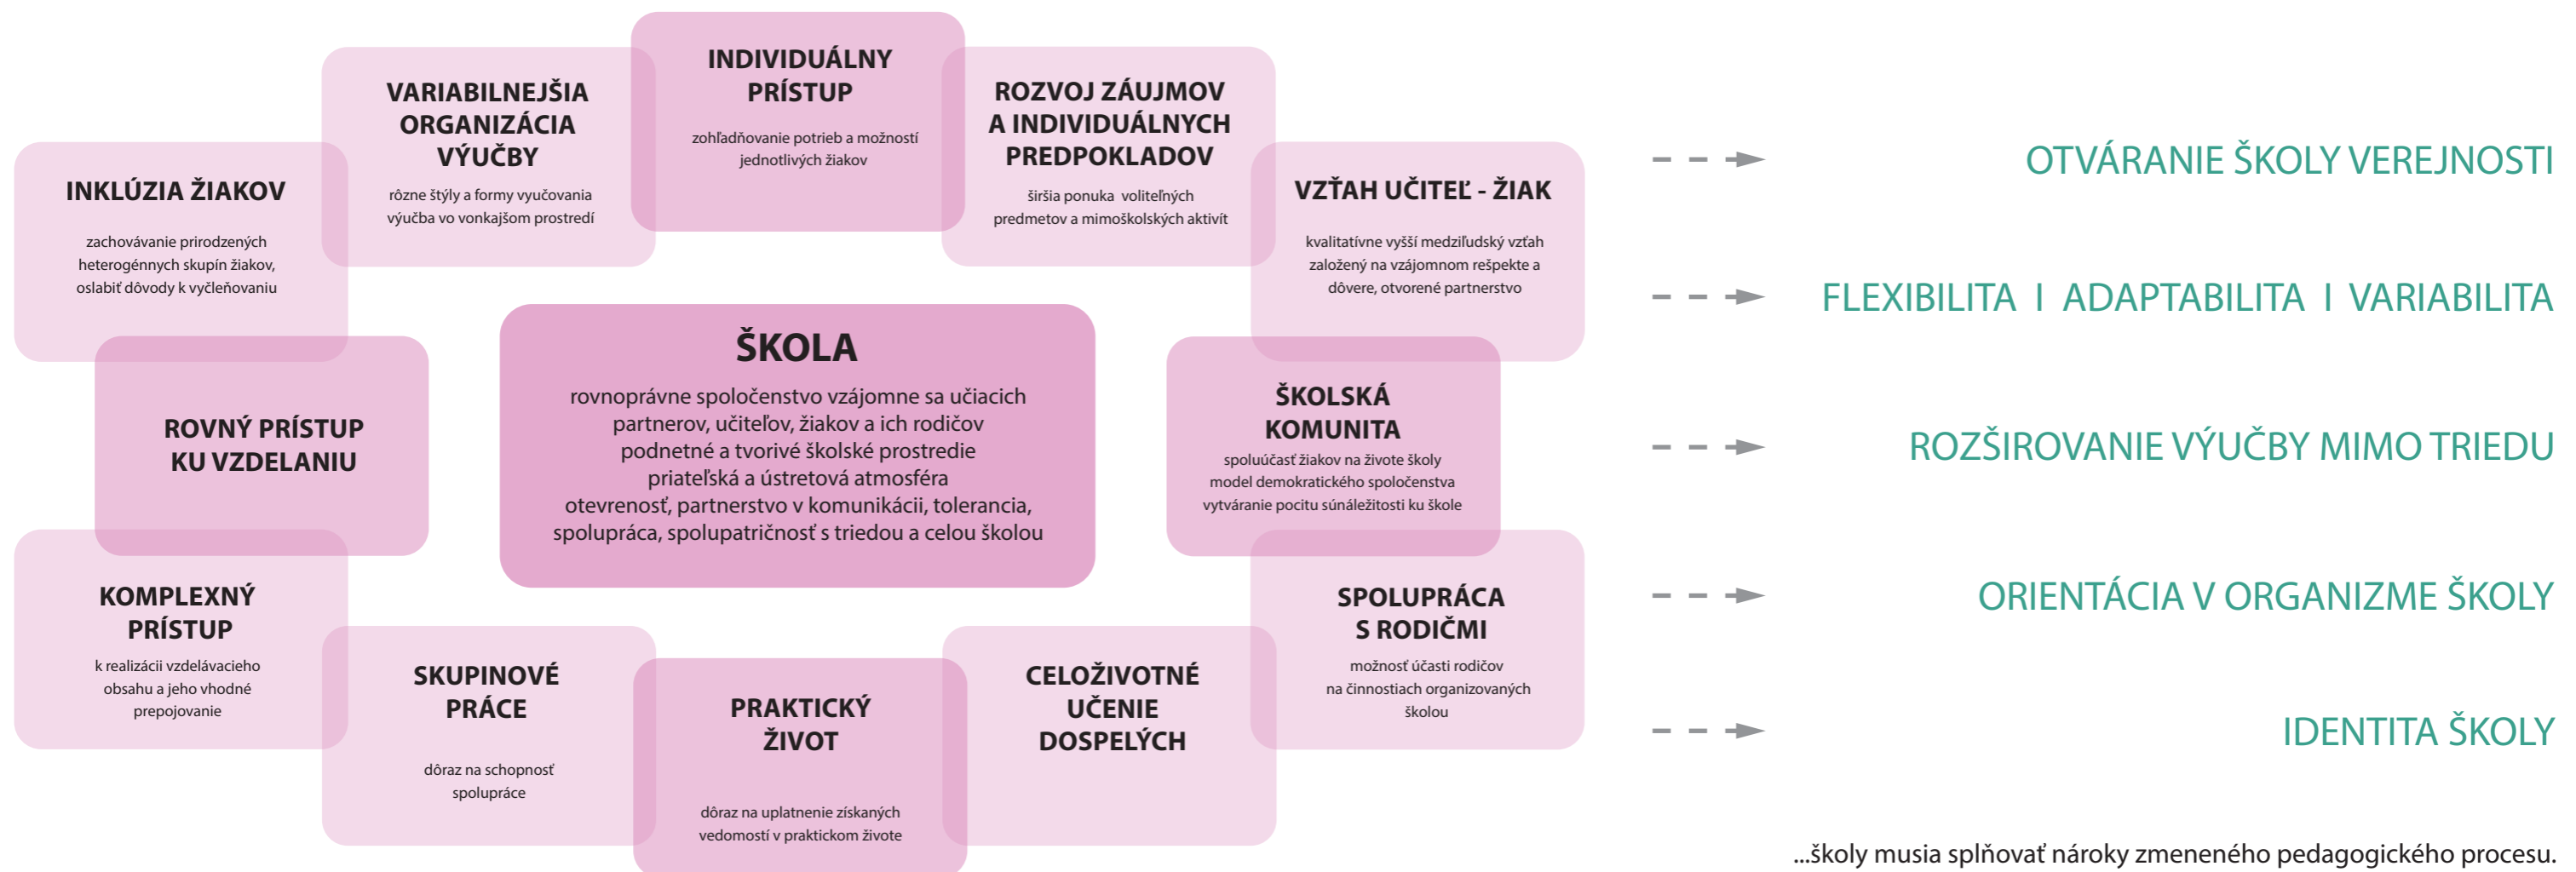 INKLÚZIA ŽIAKOV
zachovávanie prirodzených
heterogénnych skupín žiakov,
oslabiť dôvody k vyčleňovaniu
VARIABILNEJŠIA
ORGANIZÁCIA
VÝUČBY
rôzne štýly a formy vyučovania
výučba vo vonkajšom prostredí
INDIVIDUÁLNY
PRÍSTUP
zohľadňovanie potrieb a možností
jednotlivých žiakov
ROZVOJ ZÁUJMOV
A INDIVIDUÁLNYCH
PREDPOKLADOV
širšia ponuka voliteľných
predmetov a mimoškolských aktivít
VZŤAH UČITEĽ - ŽIAK
kvalitatívne vyšší medziľudský vzťah
založený na vzájomnom rešpekte a
dôvere, otvorené partnerstvo
ROVNÝ PRÍSTUP
KU VZDELANIU
ŠKOLA
rovnoprávne spoločenstvo vzájomne sa učiacich
partnerov, učiteľov, žiakov a ich rodičov
podnetné a tvorivé školské prostredie
priateľská a ústretová atmosféra
otevrenosť, partnerstvo v komunikácii, tolerancia,
spolupráca, spolupatričnosť s triedou a celou školou
ŠKOLSKÁ
KOMUNITA
spoluúčasť žiakov na živote školy
model demokratického spoločenstva
vytváranie pocitu súnáležitosti ku škole
KOMPLEXNÝ
PRÍSTUP
k realizácii vzdelávacieho
obsahu a jeho vhodné
prepojovanie
SKUPINOVÉ
PRÁCE
dôraz na schopnosť
spolupráce
PRAKTICKÝ
ŽIVOT
dôraz na uplatnenie získaných
vedomostí v praktickom živote
CELOŽIVOTNÉ
UČENIE
DOSPELÝCH
SPOLUPRÁCA
S RODIČMI
možnosť účasti rodičov
na činnostiach organizovaných
školou
OTVÁRANIE ŠKOLY VEREJNOSTI
FLEXIBILITA I ADAPTABILITA I VARIABILITA
ROZŠIROVANIE VÝUČBY MIMO TRIEDU
ORIENTÁCIA V ORGANIZME ŠKOLY
IDENTITA ŠKOLY
...školy musia splňovať nároky zmeneného pedagogického procesu.